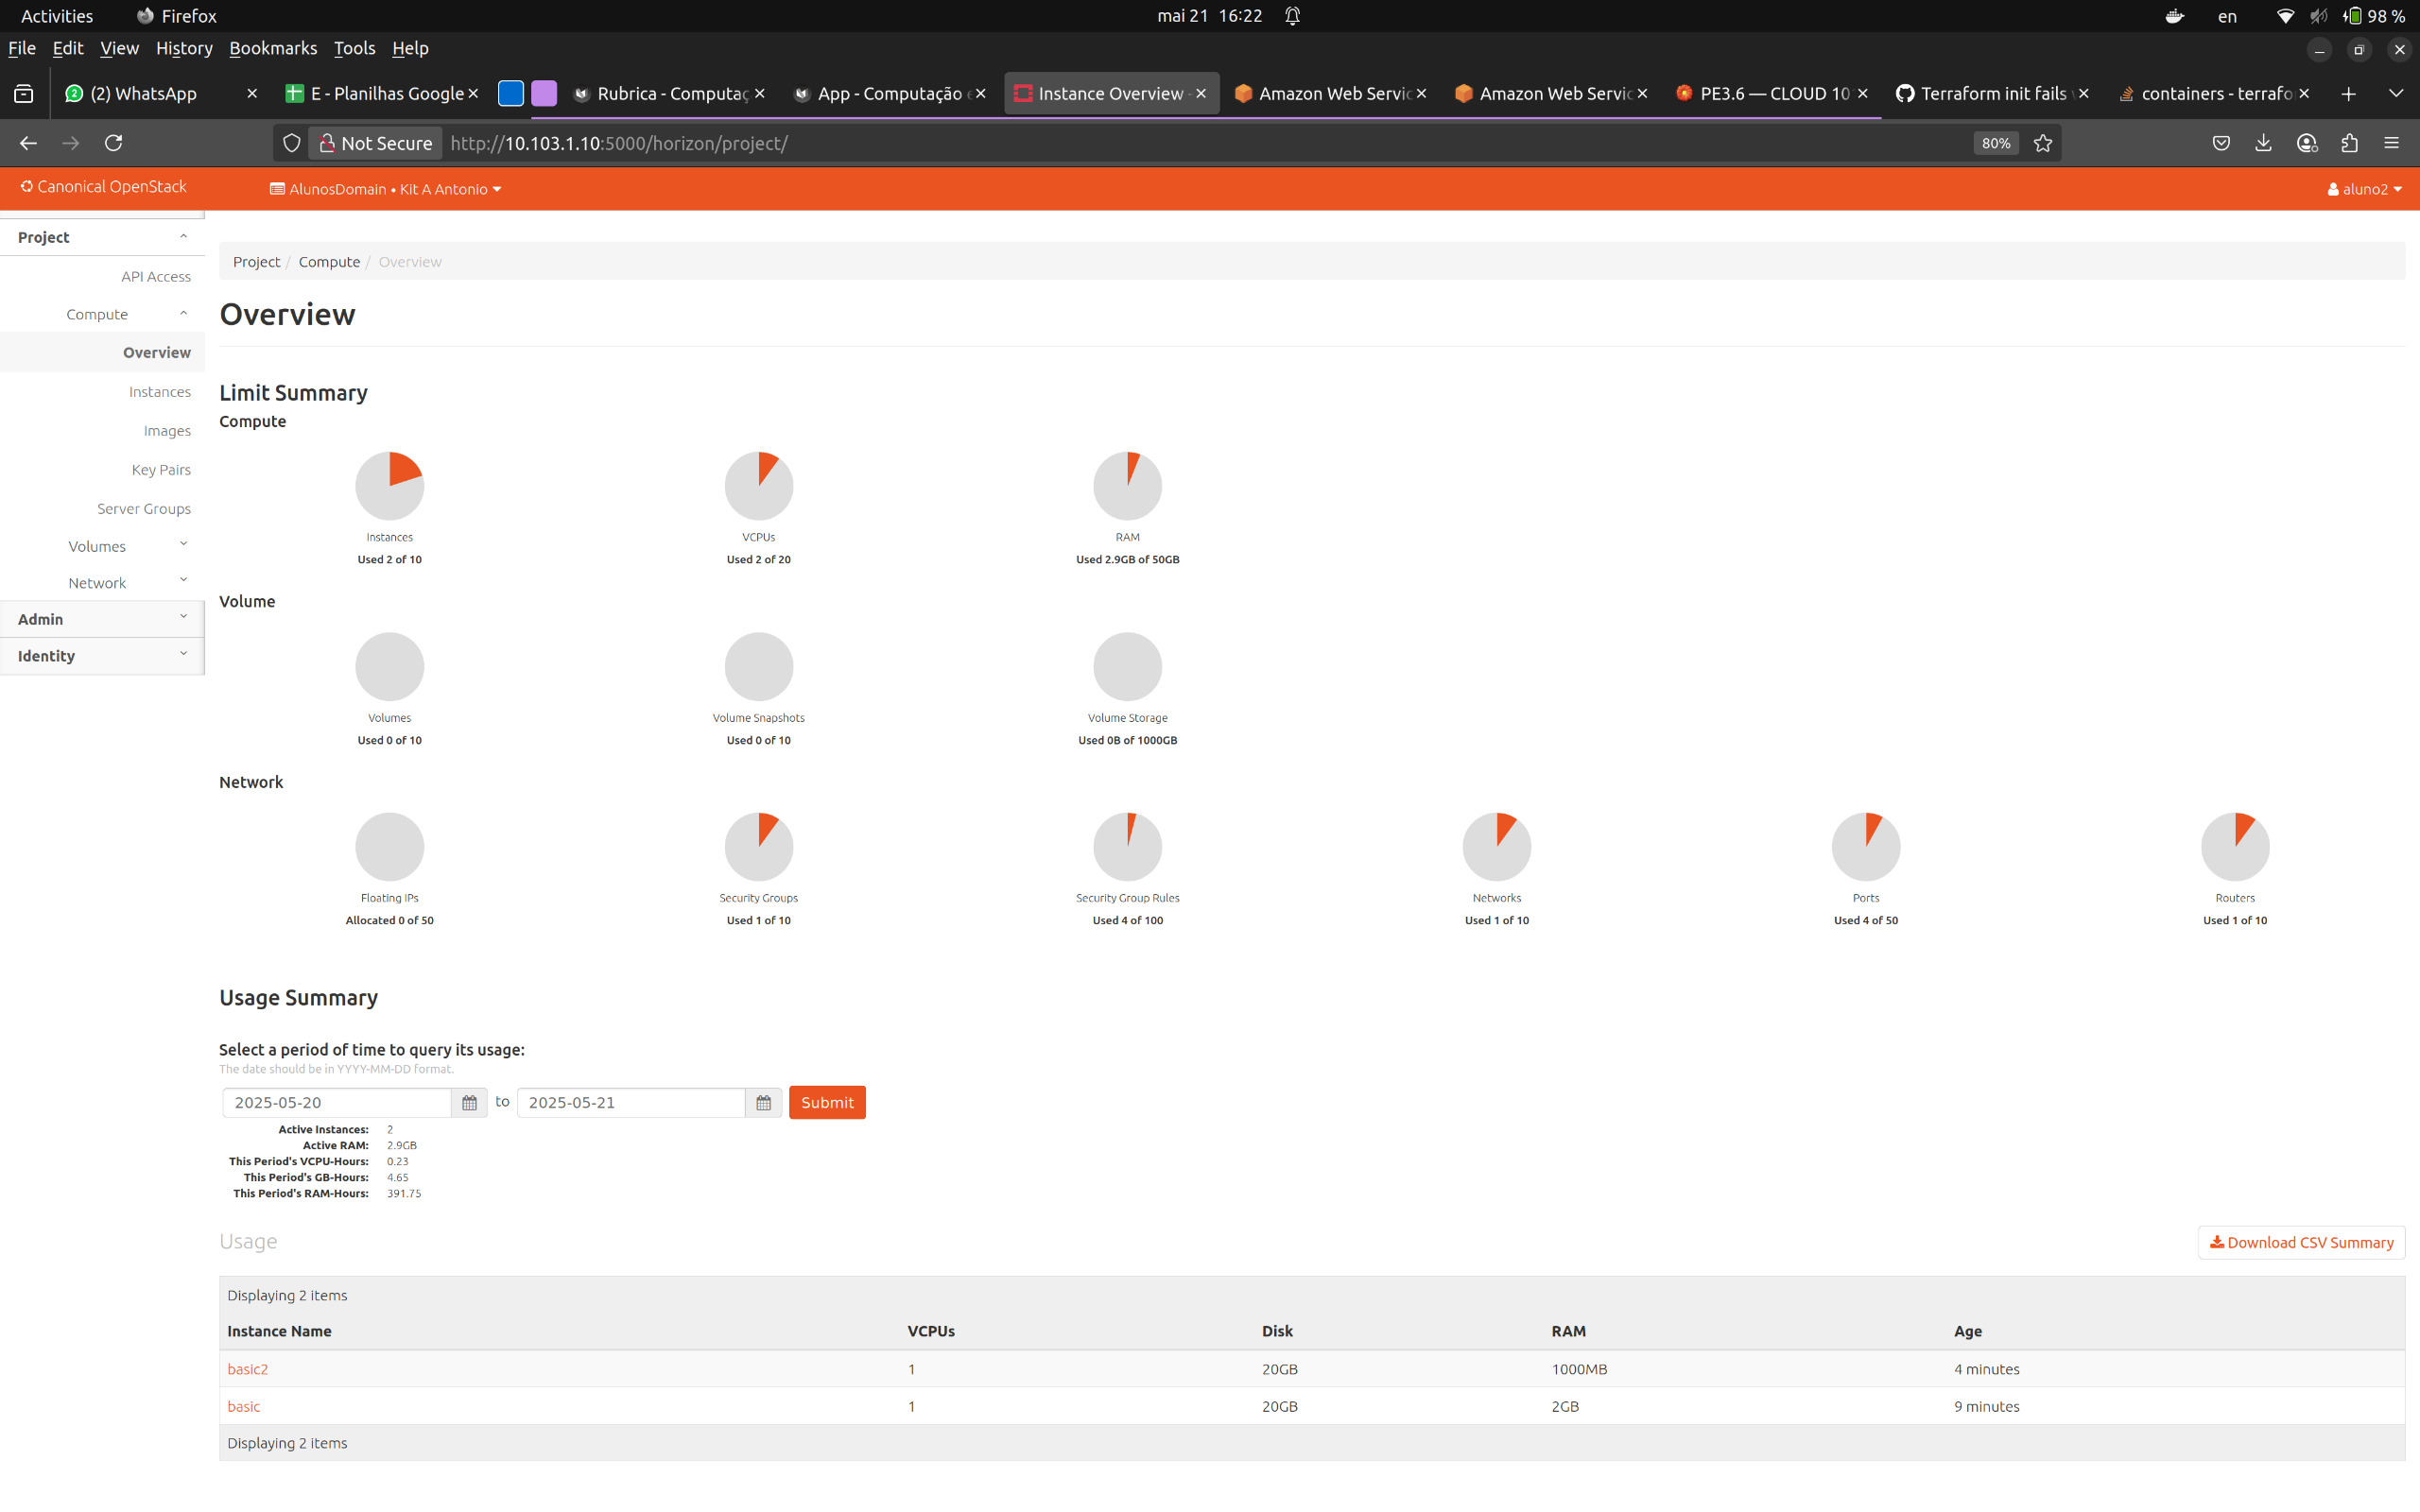 Activities Firefox mai 21 16:22 en 98 %
File Edit View History Bookmarks Tools Help
(2) WhatsApp E - Planilhas Google Rubrica - Computaç App - Computação e Instance Overview - Amazon Web Servic Amazon Web Servic PE3.6 — CLOUD 10 Terraform init fails containers - terrafo
Not Secure http://10.103.1.10:5000/horizon/project/ 80%
Canonical OpenStack AlunosDomain • Kit A Antonio aluno2
Project
API Access
Compute
Overview
Instances
Images
Key Pairs
Server Groups
Volumes
Network
Admin
Identity
Project / Compute / Overview
Overview
Limit Summary
Compute
Instances VCPUs RAM
Used 2 of 10 Used 2 of 20 Used 2.9GB of 50GB
Volume
Volumes Volume Snapshots Volume Storage
Used 0 of 10 Used 0 of 10 Used 0B of 1000GB
Network
Floating IPs Security Groups Security Group Rules Networks Ports Routers
Allocated 0 of 50 Used 1 of 10 Used 4 of 100 Used 1 of 10 Used 4 of 50 Used 1 of 10
Usage Summary
Select a period of time to query its usage:
The date should be in YYYY-MM-DD format.
2025-05-20 to 2025-05-21 Submit
Active Instances: 2
Active RAM: 2.9GB
This Period's VCPU-Hours: 0.23
This Period's GB-Hours: 4.65
This Period's RAM-Hours: 391.75
Usage Download CSV Summary
Displaying 2 items
Instance Name VCPUs Disk RAM Age
basic2 1 20GB 1000MB 4 minutes
basic 1 20GB 2GB 9 minutes
Displaying 2 items